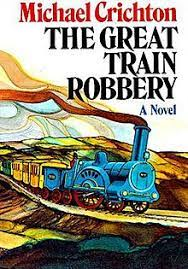 Michael Crichton
THE GREAT
TRAIN
ROBBERY
A Novel